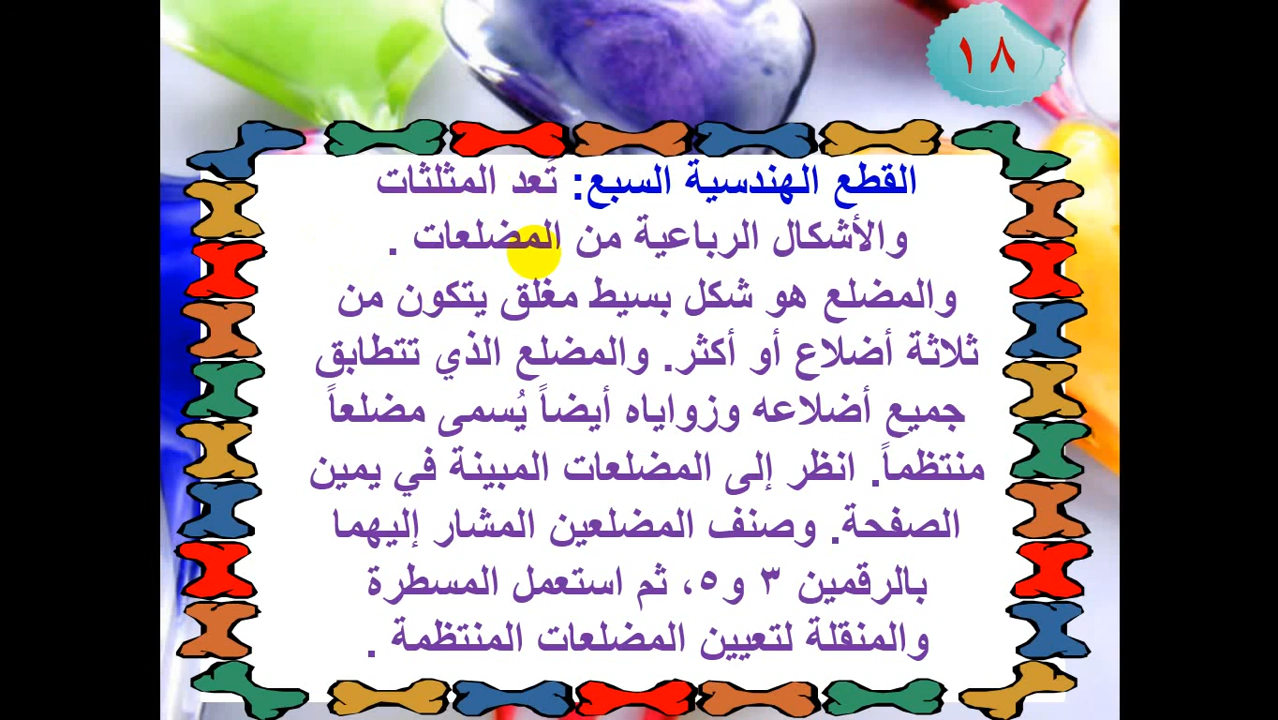 ١٨
القطع الهندسية السبع: تَعد المثلثات
والأشكال الرباعية من المضلعات .
والمضلع هو شكل بسيط مغلق يتكون من
ثلاثة أضلاع أو أكثر. والمضلع الذي تتطابق
جميع أضلاعه وزواياه أيضاً يُسمى مضلعاً
منتظماً. انظر إلى المضلعات المبينة في يمين
الصفحة. وصنف المضلعين المشار إليهما
بالرقمين ٣ و٥، ثم استعمل المسطرة
والمنقلة لتعيين المضلعات المنتظمة .